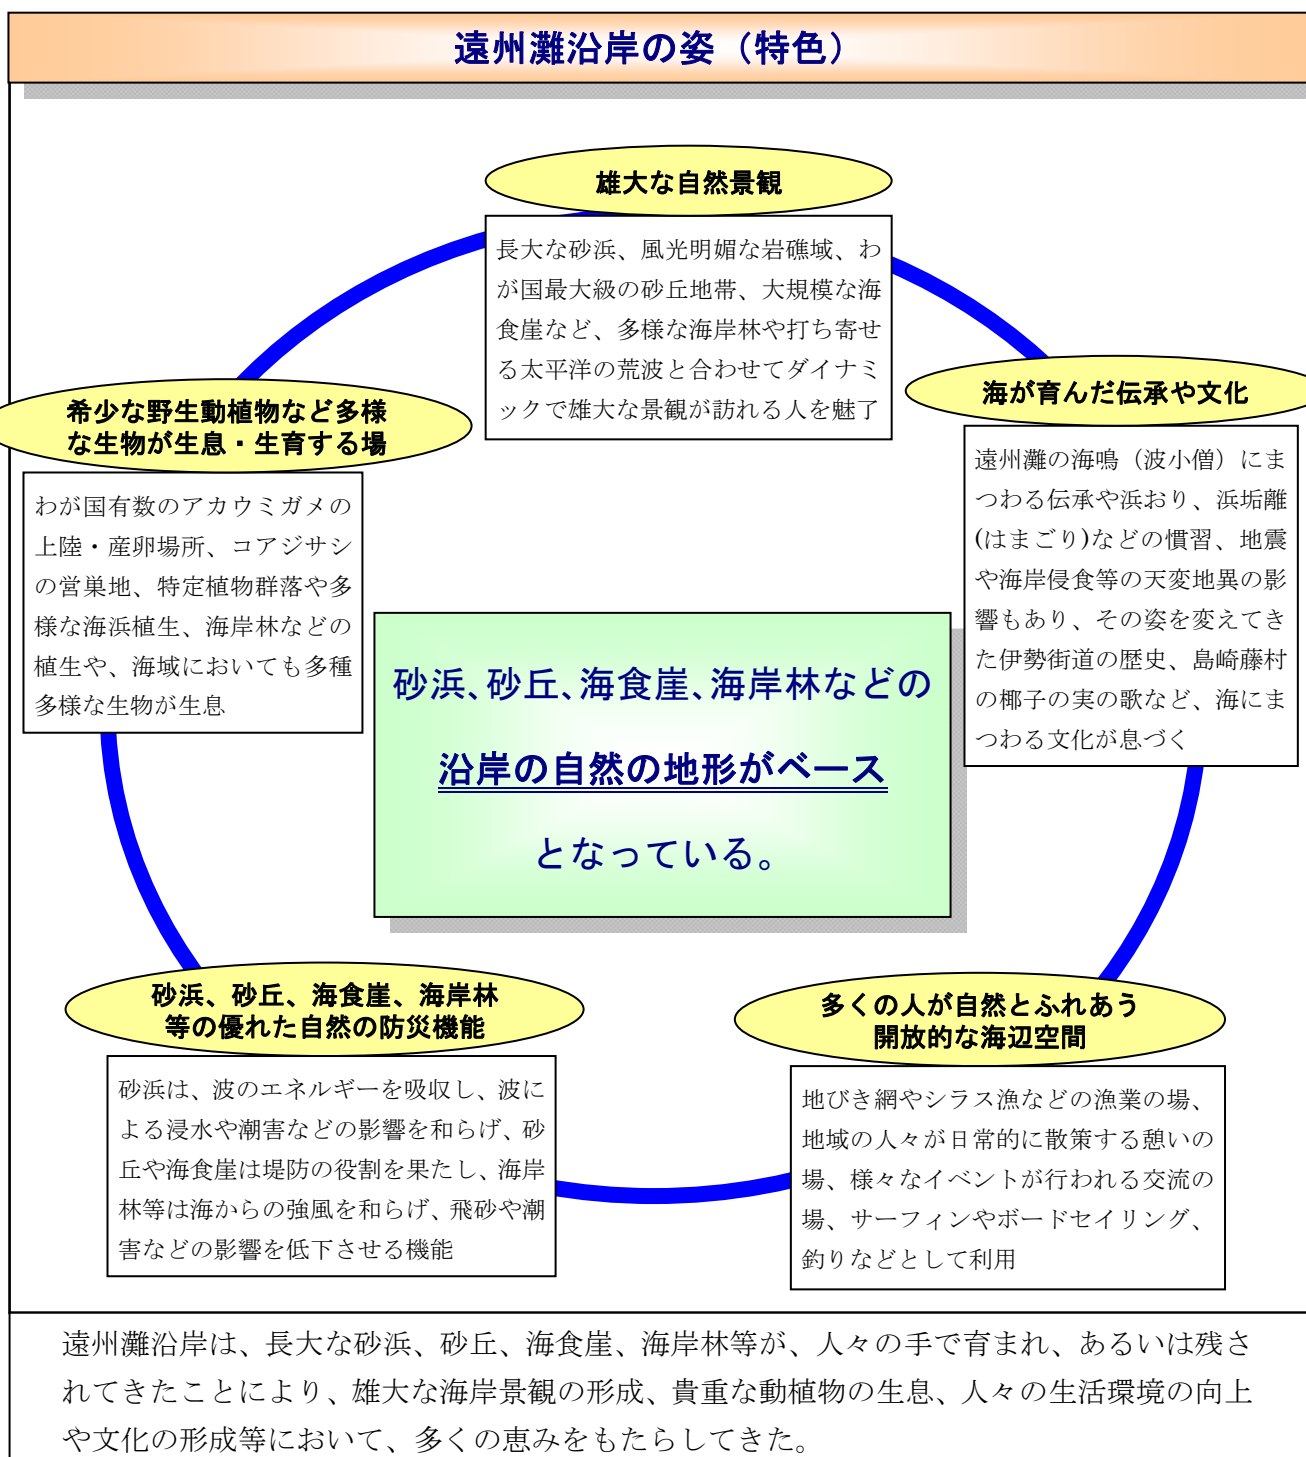 遠州灘沿岸の姿（特色）
雄大な自然景観
長大な砂浜、風光明媚な岩礁域、わ
が国最大級の砂丘地帯、大規模な海
食崖など、多様な海岸林や打ち寄せ
る太平洋の荒波と合わせてダイナミ
ックで雄大な景観が訪れる人を魅了
海が育んだ伝承や文化
遠州灘の海鳴（波小僧）にま
つわる伝承や浜おり、浜垢離
(はまごり)などの慣習、地震
や海岸侵食等の天変地異の影
響もあり、その姿を変えてき
た伊勢街道の歴史、島崎藤村
の椰子の実の歌など、海にま
つわる文化が息づく
希少な野生動植物など多様
な生物が生息・生育する場
わが国有数のアカウミガメの
上陸・産卵場所、コアジサシ
の営巣地、特定植物群落や多
様な海浜植生、海岸林などの
植生や、海域においても多種
多様な生物が生息
砂浜、砂丘、海食崖、海岸林などの
沿岸の自然の地形がベース
となっている。
砂浜、砂丘、海食崖、海岸林
等の優れた自然の防災機能
砂浜は、波のエネルギーを吸収し、波に
よる浸水や潮害などの影響を和らげ、砂
丘や海食崖は堤防の役割を果たし、海岸
林等は海からの強風を和らげ、飛砂や潮
害などの影響を低下させる機能
多くの人が自然とふれあう
開放的な海辺空間
地びき網やシラス漁などの漁業の場、
地域の人々が日常的に散策する憩いの
場、様々なイベントが行われる交流の
場、サーフィンやボードセイリング、
釣りなどとして利用
遠州灘沿岸は、長大な砂浜、砂丘、海食崖、海岸林等が、人々の手で育まれ、あるいは残さ
れてきたことにより、雄大な海岸景観の形成、貴重な動植物の生息、人々の生活環境の向上
や文化の形成等において、多くの恵みをもたらしてきた。